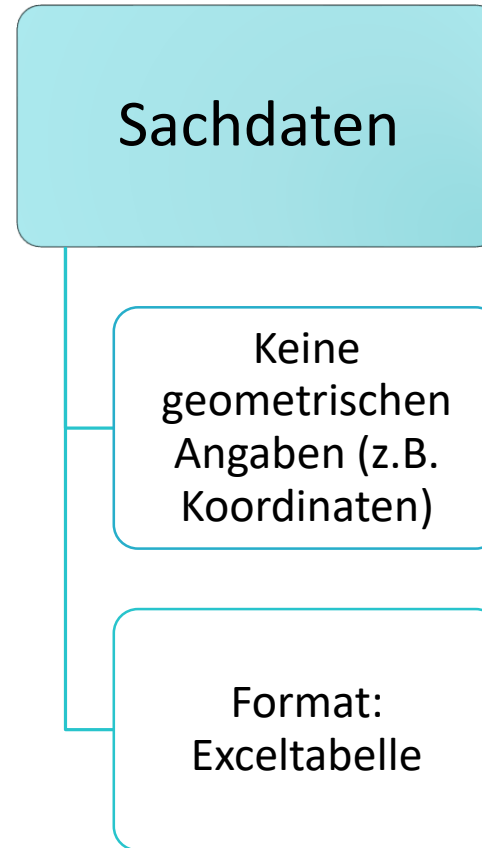 Sachdaten
Keine
geometrischen
Angaben (z.B.
Koordinaten)
Format:
Exceltabelle